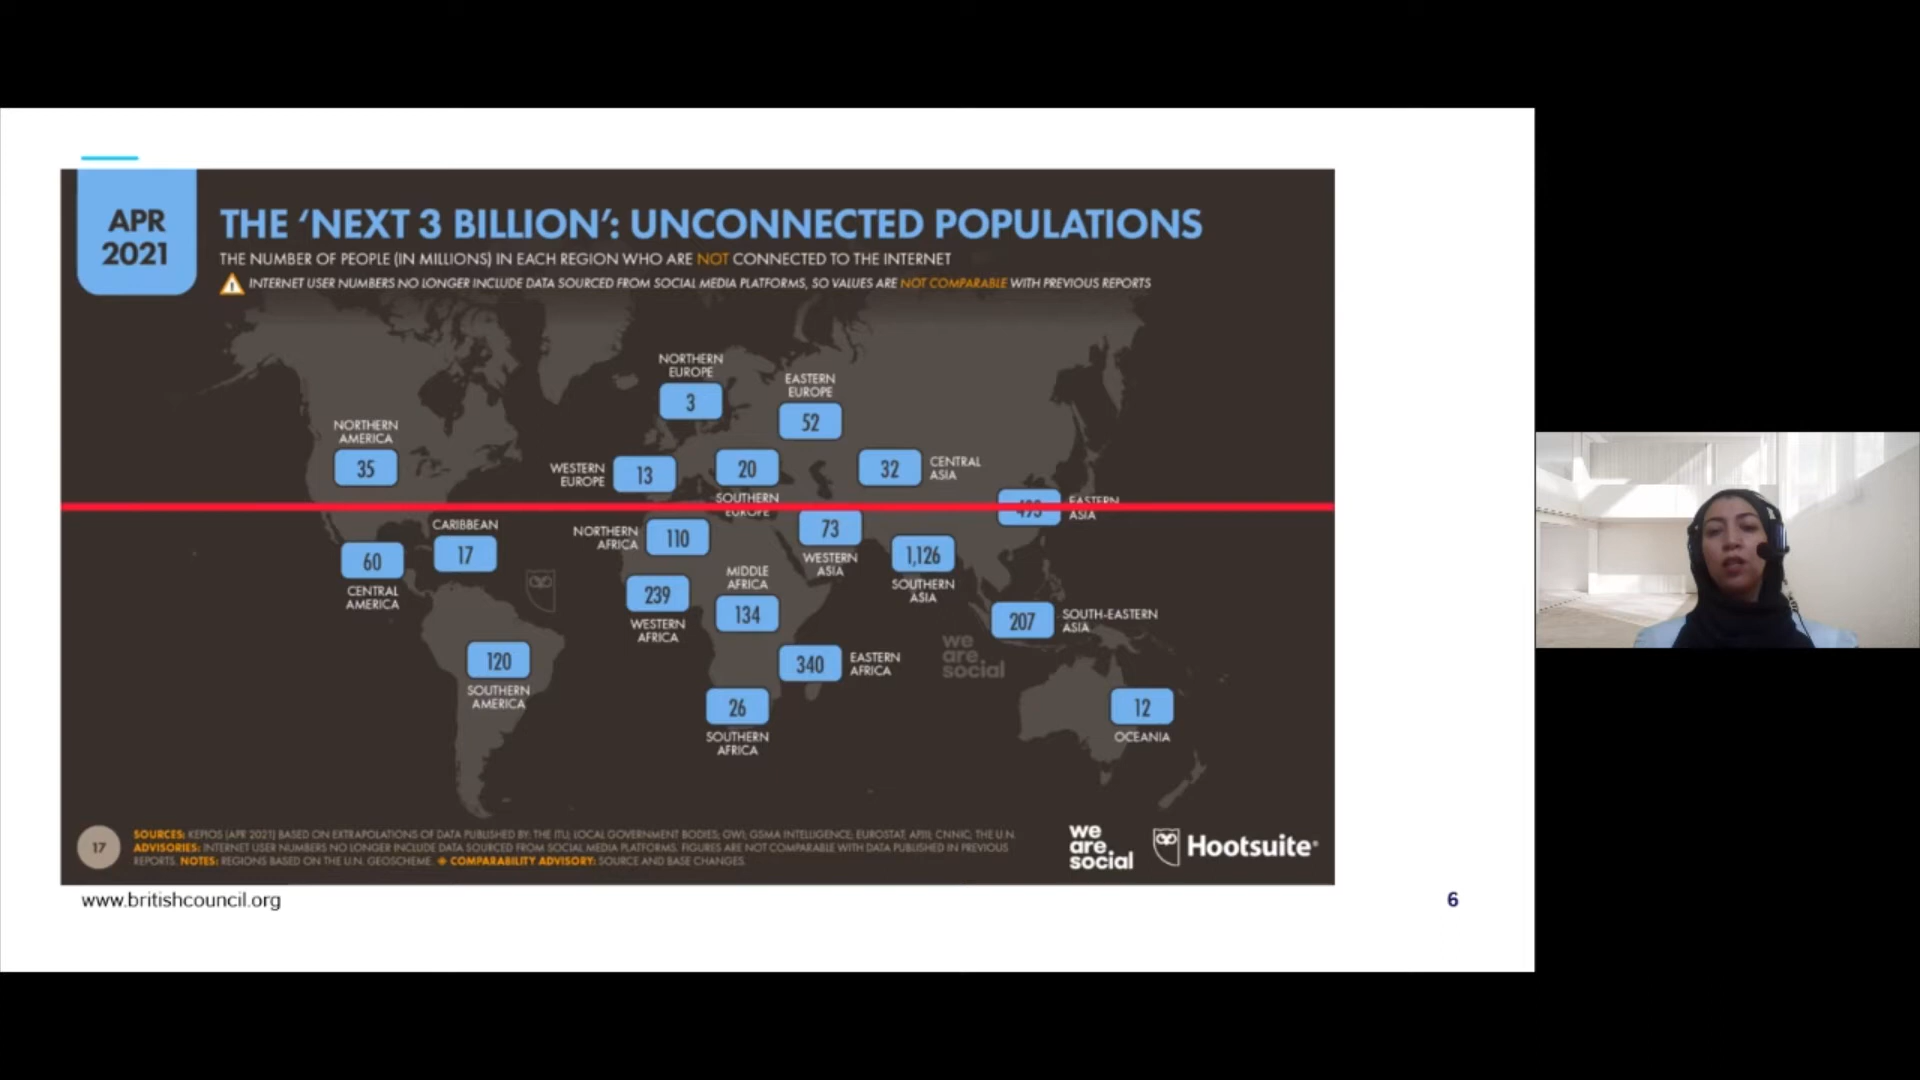 APR
2021
THE ‘NEXT 3 BILLION’: UNCONNECTED POPULATIONS
THE NUMBER OF PEOPLE (IN MILLIONS) IN EACH REGION WHO ARE NOT CONNECTED TO THE INTERNET
INTERNET USER NUMBERS NO LONGER INCLUDE DATA SOURCED FROM SOCIAL MEDIA PLATFORMS, SO VALUES ARE NOT COMPARABLE WITH PREVIOUS REPORTS
NORTHERN
EUROPE
3
EASTERN
EUROPE
52
NORTHERN
AMERICA
35
WESTERN
EUROPE
13
20
SOUTHERN
EUROPE
32
CENTRAL
ASIA
EASTERN
ASIA
CARIBBEAN
17
60
CENTRAL
AMERICA
NORTHERN
AFRICA
110
73
WESTERN
ASIA
1,126
SOUTHERN
ASIA
239
WESTERN
AFRICA
MIDDLE
AFRICA
134
207
SOUTH-EASTERN
ASIA
we
are
social
120
SOUTHERN
AMERICA
340
EASTERN
AFRICA
26
SOUTHERN
AFRICA
12
OCEANIA
17
SOURCES: KEPIOS (APR 2021) BASED ON EXTRAPOLATIONS OF DATA PUBLISHED BY: THE ITU; LOCAL GOVERNMENT BODIES; GWI; GSMA INTELLIGENCE; EUROSTAT; APJII; CNNIC; THE U.N.
ADVISORIES: INTERNET USER NUMBERS NO LONGER INCLUDE DATA SOURCED FROM SOCIAL MEDIA PLATFORMS. FIGURES ARE NOT COMPARABLE WITH DATA PUBLISHED IN PREVIOUS
REPORTS. NOTES: REGIONS BASED ON THE U.N. GEOSCHEME. COMPARABILITY ADVISORY: SOURCE AND BASE CHANGES.
we
are
social
Hootsuite®
www.britishcouncil.org
6